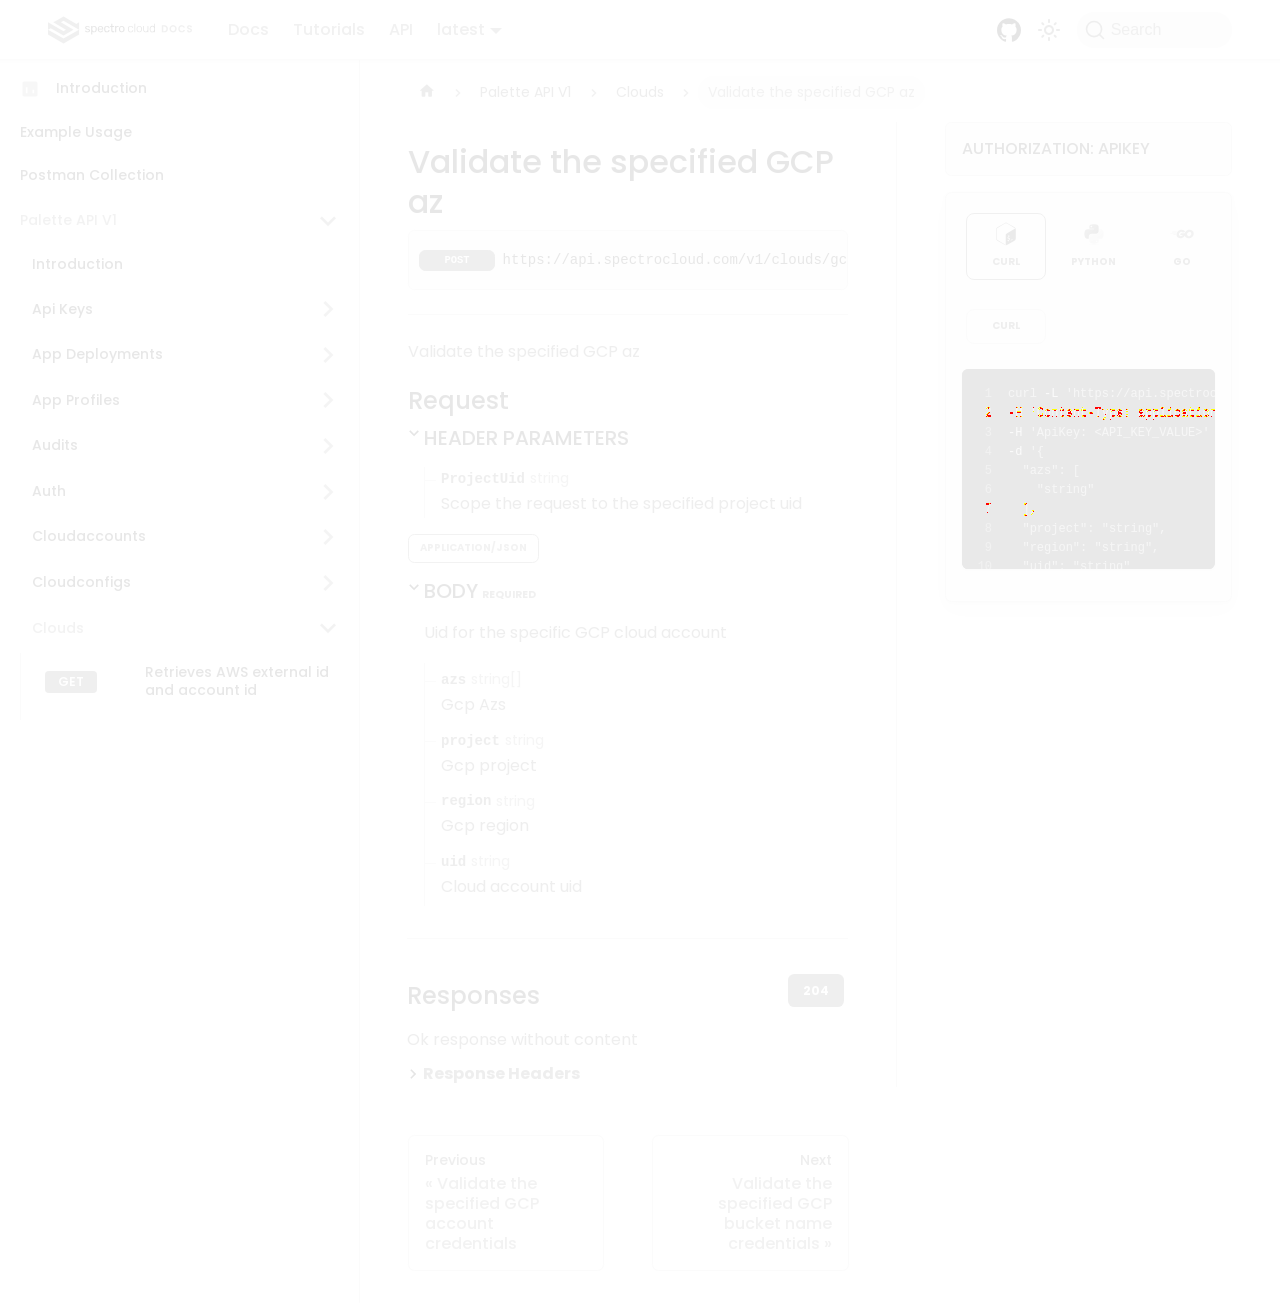 spectro cloud DOCS
Docs
Tutorials
API
latest
Search
Introduction
Example Usage
Postman Collection
Palette API V1
Introduction
Api Keys
App Deployments
App Profiles
Audits
Auth
Cloudaccounts
Cloudconfigs
Clouds
GET
Retrieves AWS external id
and account id
Palette API V1
Clouds
Validate the specified GCP az
Validate the specified GCP
az
POST
https://api.spectrocloud.com/v1/clouds/gc
Validate the specified GCP az
Request
HEADER PARAMETERS
ProjectUid string
Scope the request to the specified project uid
APPLICATION/JSON
BODY REQUIRED
Uid for the specific GCP cloud account
azs string[]
Gcp Azs
project string
Gcp project
region string
Gcp region
uid string
Cloud account uid
Responses
204
Ok response without content
Response Headers
Previous
« Validate the
specified GCP
account
credentials
Next
Validate the
specified GCP
bucket name
credentials »
AUTHORIZATION: APIKEY
CURL
PYTHON
GO
GO
CURL
1 curl -L 'https://api.spectroc
2 -H 'Content-Type: application
3 -H 'ApiKey: <API_KEY_VALUE>'
4 -d '{
5 "azs": [
6 "string"
7 ],
8 "project": "string",
9 "region": "string",
10 "uid": "string"